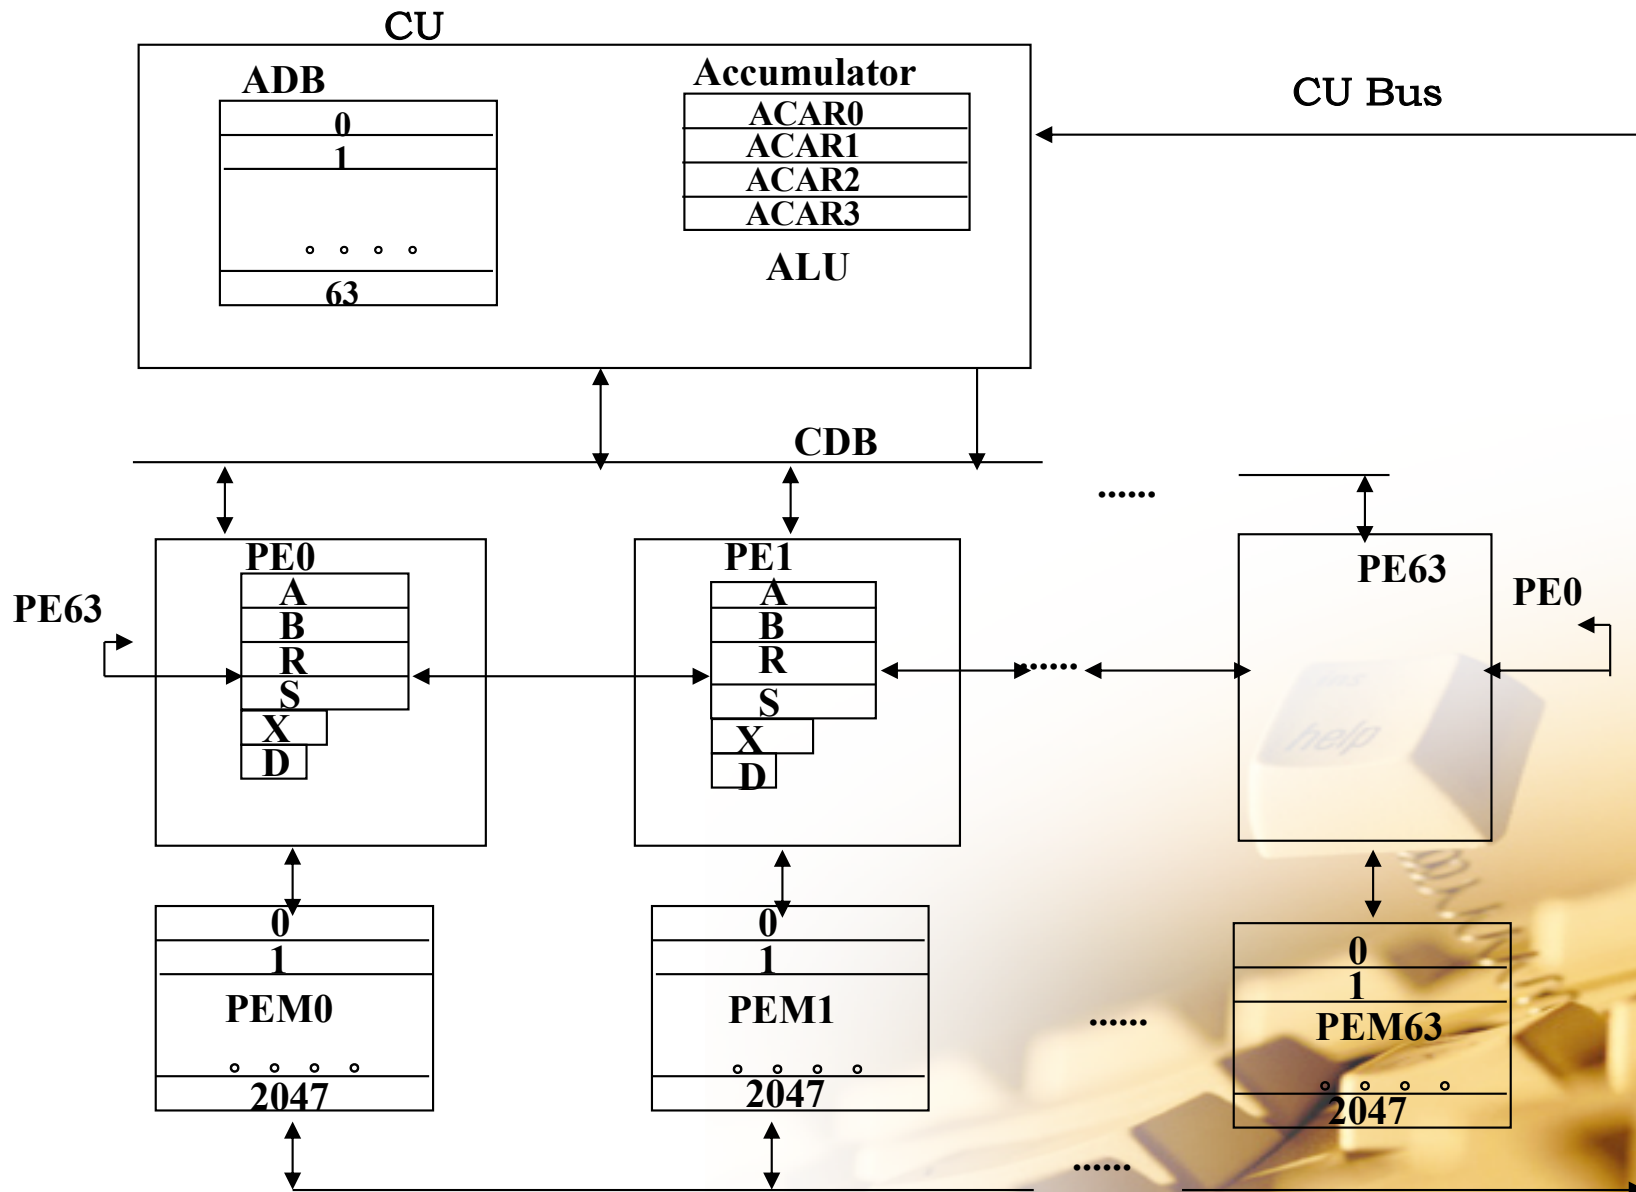 CU
ADB
0
1
63
Accumulator
ACAR0
ACAR1
ACAR2
ACAR3
ALU
CU Bus
CDB
......
PE63
PE0
A
B
R
S
X
D
PE1
A
B
R
S
X
D
......
PE63
PE0
help
0
1
PEM0
2047
0
1
PEM1
2047
......
0
1
PEM63
2047
......